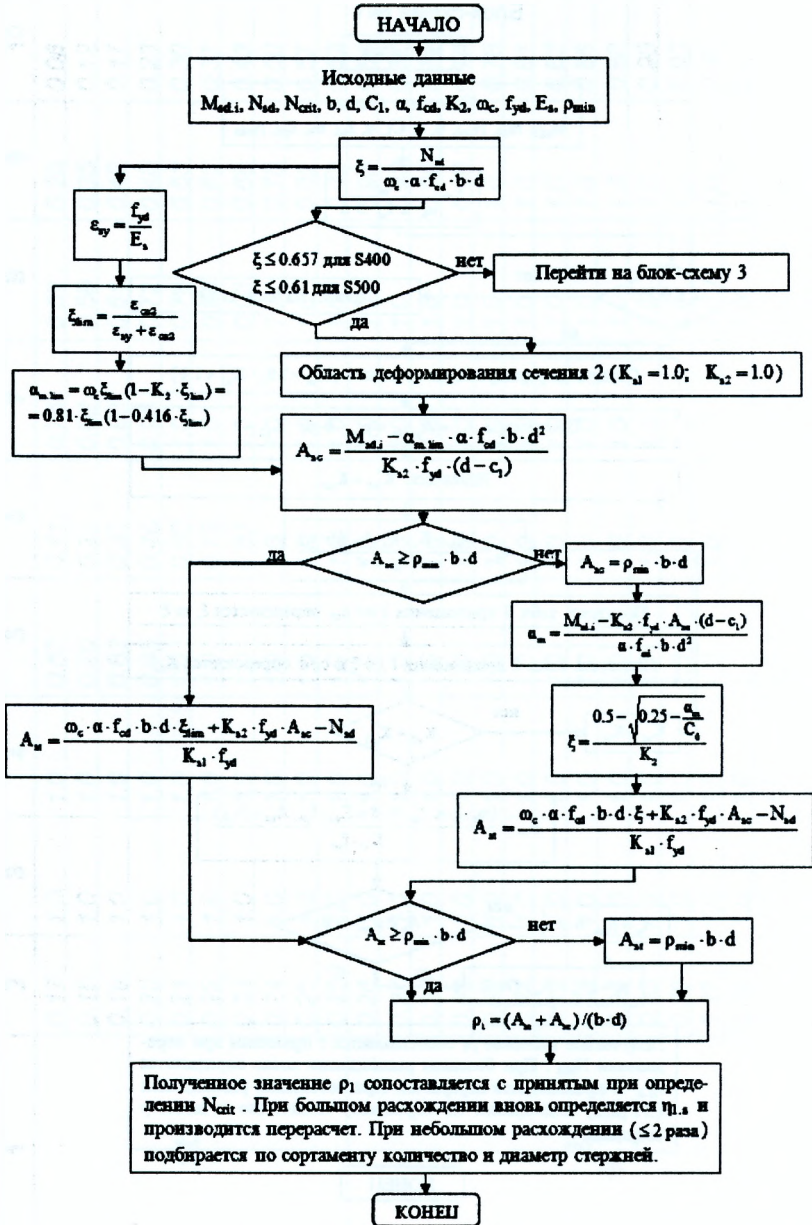 НАЧАЛО
Исходные данные
M_sd.i, N_sd, N_crit, b, d, C_1, α, f_cd, K_2, ω_c, f_yd, E_s, ρ_min
ξ = N_sd / (ω_c · α · f_cd · b · d)
ε_sy = f_yd / E_s
ξ ≤ 0.657 для S400
ξ ≤ 0.61 для S500
нет
Перейти на блок-схему 3
да
ξ_lim = ε_cu2 / (ε_sy + ε_cu2)
Область деформирования сечения 2 ( K_s1 = 1.0; K_s2 = 1.0 )
α_m.lim = ω_c ξ_lim (1 − K_2 · ξ_lim) =
= 0.81 · ξ_lim (1 − 0.416 · ξ_lim)
A_sc = (M_sd.i − α_m.lim · α · f_cd · b · d²) / (K_s2 · f_yd · (d − c_1))
да
A_sc ≥ ρ_min · b · d
нет
A_sc = ρ_min · b · d
α_m = (M_sd.i − K_s2 · f_yd · A_sc · (d − c_1)) / (α · f_cd · b · d²)
ξ = (0.5 − √(0.25 − α_m / C_0)) / K_2
A_st = (ω_c · α · f_cd · b · d · ξ_lim + K_s2 · f_yd · A_sc − N_sd) / (K_s1 · f_yd)
A_st = (ω_c · α · f_cd · b · d · ξ + K_s2 · f_yd · A_sc − N_sd) / (K_s1 · f_yd)
A_st ≥ ρ_min · b · d
нет
A_st = ρ_min · b · d
да
ρ_1 = (A_st + A_sc) / (b · d)
Полученное значение ρ_1 сопоставляется с принятым при опреде-
лении N_crit . При большом расхождении вновь определяется η_1.s и
производится перерасчет. При небольшом расхождении (≤ 2 раза)
подбирается по сортаменту количество и диаметр стержней.
КОНЕЦ